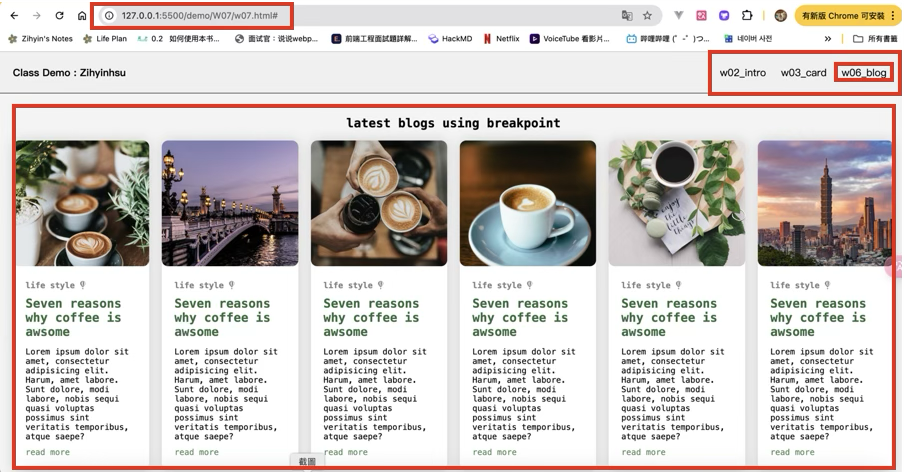 127.0.0.1:5500/demo/W07/w07.html#
有新版 Chrome 可安裝
Zihyin's Notes
Life Plan
0.2 如何使用本书...
面试官：说说webp...
前端工程面試題詳解...
HackMD
Netflix
VoiceTube 看影片...
嗶哩嗶哩 (゜-゜)つ...
네이버 사전
»
所有書籤
Class Demo : Zihyinhsu
w02_intro
w03_card
w06_blog
latest blogs using breakpoint
life style
Seven reasons
why coffee is
awsome
Lorem ipsum dolor sit
amet, consectetur
adipisicing elit.
Harum, amet labore.
Sunt dolore, modi
labore, nobis sequi
quasi voluptas
possimus sint
veritatis temporibus,
atque saepe?
read more
life style
Seven reasons
why coffee is
awsome
Lorem ipsum dolor sit
amet, consectetur
adipisicing elit.
Harum, amet labore.
Sunt dolore, modi
labore, nobis sequi
quasi voluptas
possimus sint
veritatis temporibus,
atque saepe?
read more
life style
Seven reasons
why coffee is
awsome
Lorem ipsum dolor sit
amet, consectetur
adipisicing elit.
Harum, amet labore.
Sunt dolore, modi
labore, nobis sequi
quasi voluptas
possimus sint
veritatis temporibus,
atque saepe?
read more
life style
Seven reasons
why coffee is
awsome
Lorem ipsum dolor sit
amet, consectetur
adipisicing elit.
Harum, amet labore.
Sunt dolore, modi
labore, nobis sequi
quasi voluptas
possimus sint
veritatis temporibus,
atque saepe?
read more
enjoy
the
little
things
life style
Seven reasons
why coffee is
awsome
Lorem ipsum dolor sit
amet, consectetur
adipisicing elit.
Harum, amet labore.
Sunt dolore, modi
labore, nobis sequi
quasi voluptas
possimus sint
veritatis temporibus,
atque saepe?
read more
life style
Seven reasons
why coffee is
awsome
Lorem ipsum dolor sit
amet, consectetur
adipisicing elit.
Harum, amet labore.
Sunt dolore, modi
labore, nobis sequi
quasi voluptas
possimus sint
veritatis temporibus,
atque saepe?
read more
截圖